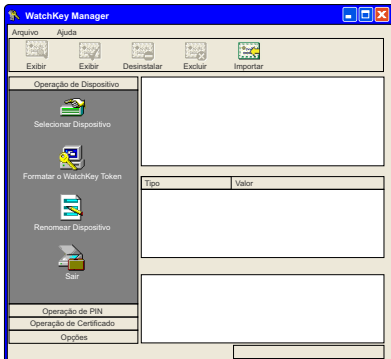 WatchKey Manager
Arquivo Ajuda
Exibir Exibir Desinstalar Excluir Importar
Operação de Dispositivo
Selecionar Dispositivo
Formatar o WatchKey Token
Renomear Dispositivo
Sair
Operação de PIN
Operação de Certificado
Opções
Tipo Valor